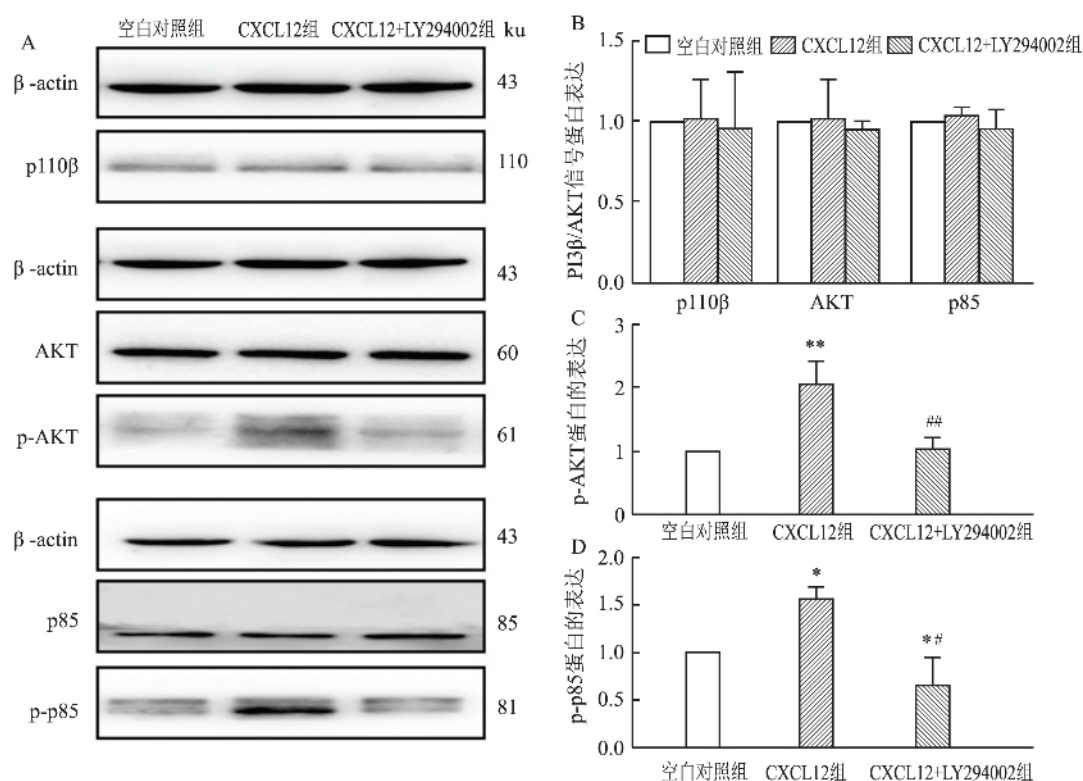 A
空白对照组 CXCL12组 CXCL12+LY294002组 ku
β-actin 43
p110β 110
β-actin 43
AKT 60
p-AKT 61
β-actin 43
p85 85
p-p85 81
B
空白对照组 CXCL12组 CXCL12+LY294002组
PI3β/AKT信号蛋白表达
1.5
1.0
0.5
0.0
p110β AKT p85
C
p-AKT蛋白的表达
3
2
1
0
**
##
空白对照组 CXCL12组 CXCL12+LY294002组
D
p-p85蛋白的表达
2.0
1.5
1.0
0.5
0.0
*
*#
空白对照组 CXCL12组 CXCL12+LY294002组